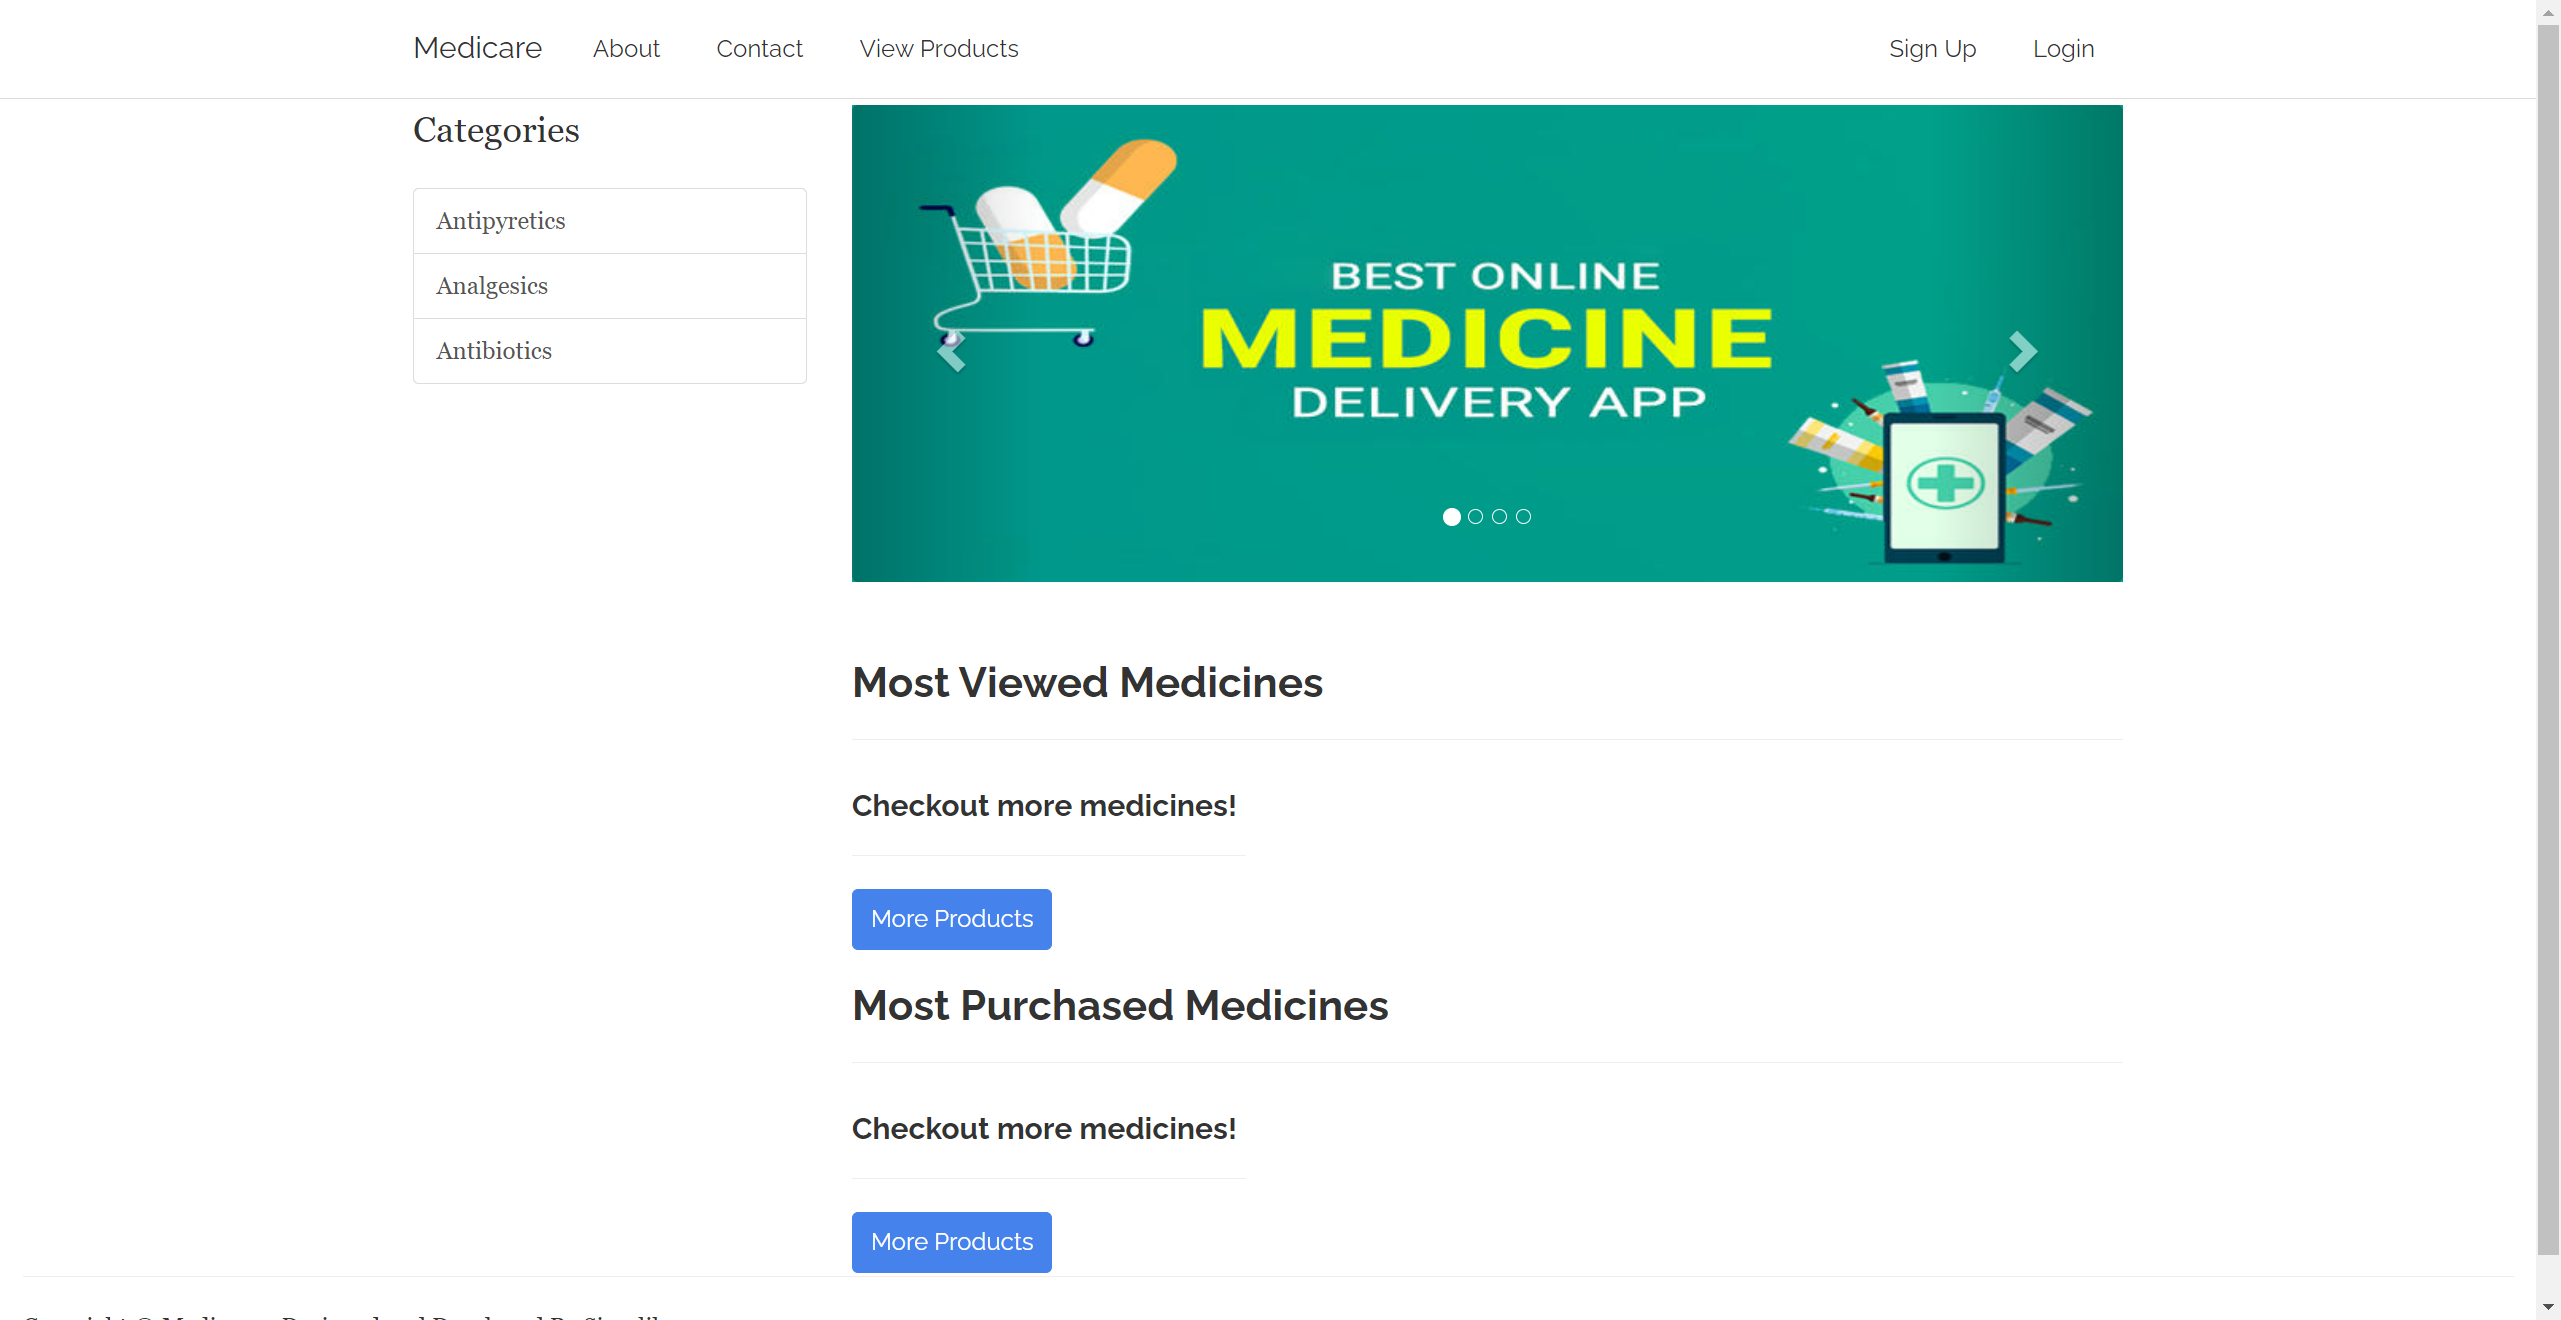 Medicare About Contact View Products Sign Up Login
Categories
Antipyretics
Analgesics
Antibiotics
BEST ONLINE
MEDICINE
DELIVERY APP
Most Viewed Medicines
Checkout more medicines!
More Products
Most Purchased Medicines
Checkout more medicines!
More Products